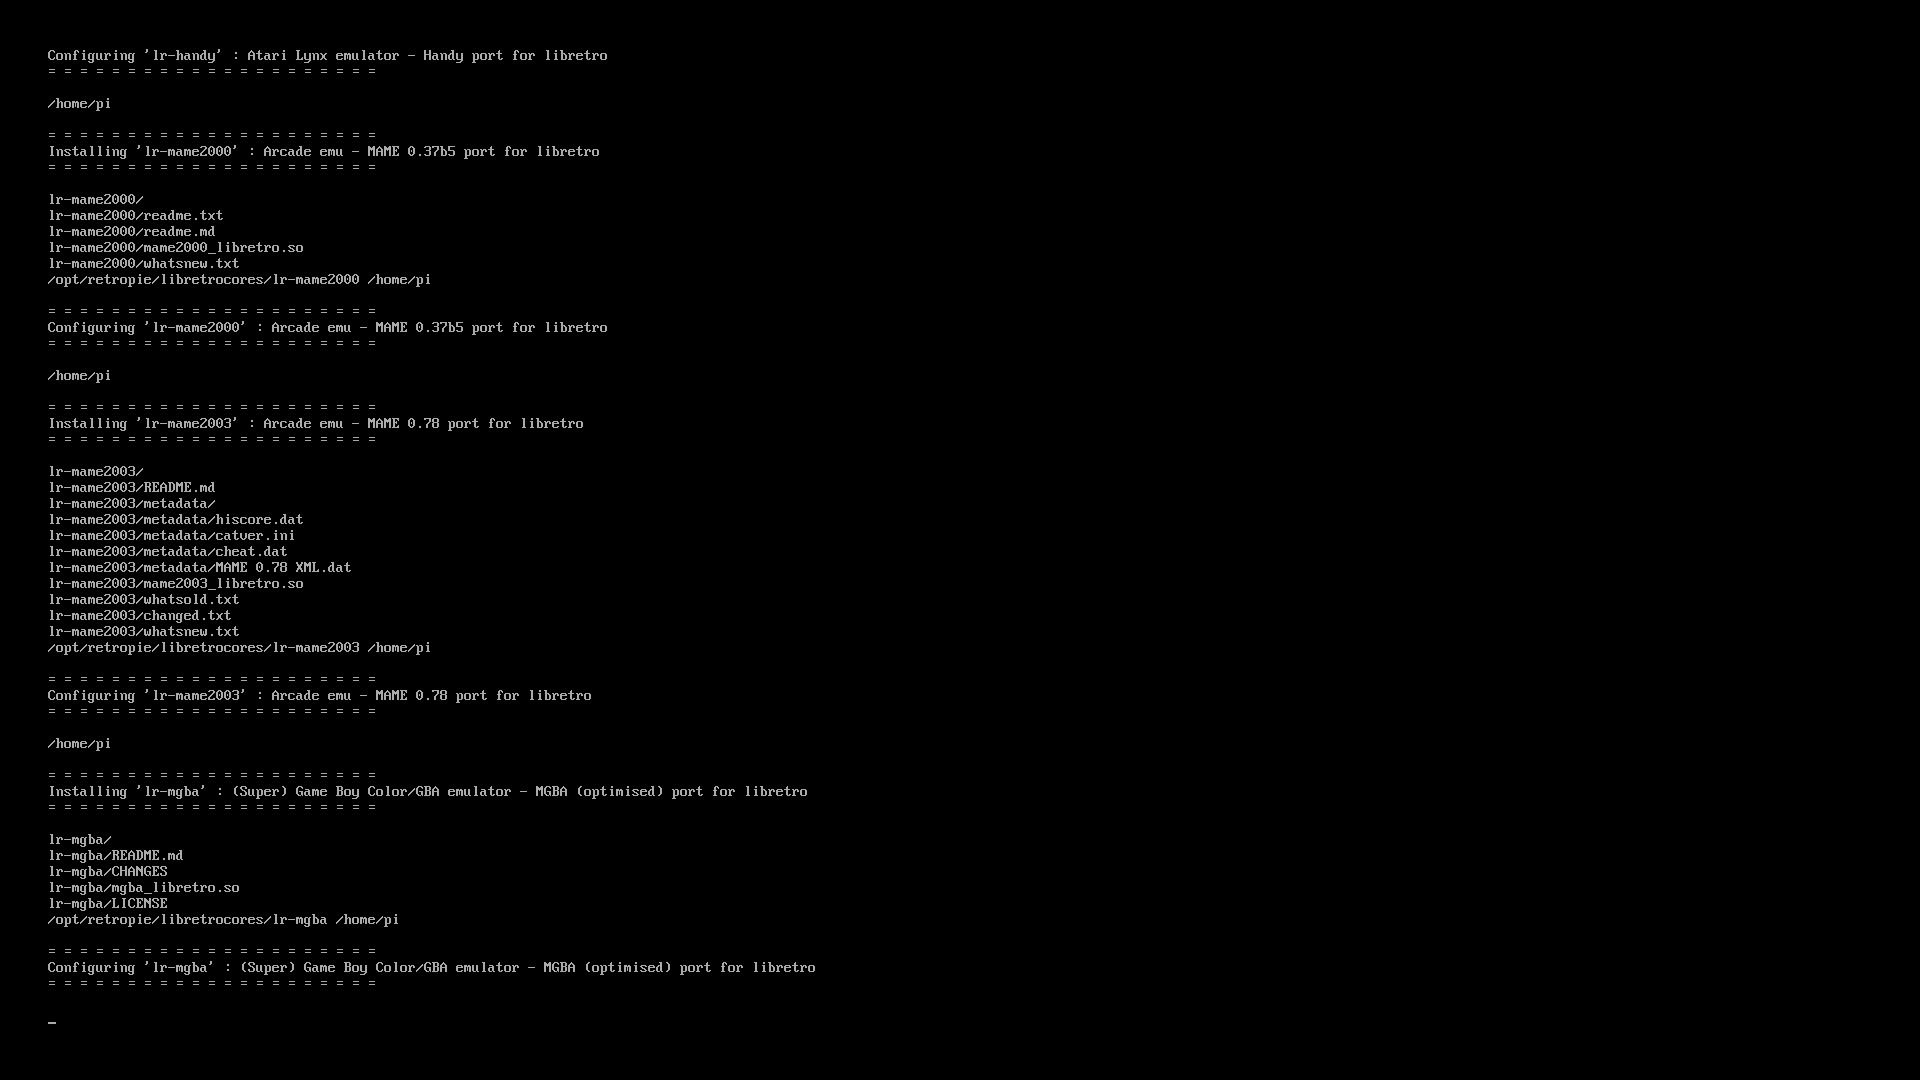 Configuring 'lr-handy' : Atari Lynx emulator - Handy port for libretro
= = = = = = = = = = = = = = = = = = = = =
/home/pi
= = = = = = = = = = = = = = = = = = = = =
Installing 'lr-mame2000' : Arcade emu - MAME 0.37b5 port for libretro
= = = = = = = = = = = = = = = = = = = = =
lr-mame2000/
lr-mame2000/readme.txt
lr-mame2000/readme.md
lr-mame2000/mame2000_libretro.so
lr-mame2000/whatsnew.txt
/opt/retropie/libretrocores/lr-mame2000 /home/pi
= = = = = = = = = = = = = = = = = = = = =
Configuring 'lr-mame2000' : Arcade emu - MAME 0.37b5 port for libretro
= = = = = = = = = = = = = = = = = = = = =
/home/pi
= = = = = = = = = = = = = = = = = = = = =
Installing 'lr-mame2003' : Arcade emu - MAME 0.78 port for libretro
= = = = = = = = = = = = = = = = = = = = =
lr-mame2003/
lr-mame2003/README.md
lr-mame2003/metadata/
lr-mame2003/metadata/hiscore.dat
lr-mame2003/metadata/catver.ini
lr-mame2003/metadata/cheat.dat
lr-mame2003/metadata/MAME 0.78 XML.dat
lr-mame2003/mame2003_libretro.so
lr-mame2003/whatsold.txt
lr-mame2003/changed.txt
lr-mame2003/whatsnew.txt
/opt/retropie/libretrocores/lr-mame2003 /home/pi
= = = = = = = = = = = = = = = = = = = = =
Configuring 'lr-mame2003' : Arcade emu - MAME 0.78 port for libretro
= = = = = = = = = = = = = = = = = = = = =
/home/pi
= = = = = = = = = = = = = = = = = = = = =
Installing 'lr-mgba' : (Super) Game Boy Color/GBA emulator - MGBA (optimised) port for libretro
= = = = = = = = = = = = = = = = = = = = =
lr-mgba/
lr-mgba/README.md
lr-mgba/CHANGES
lr-mgba/mgba_libretro.so
lr-mgba/LICENSE
/opt/retropie/libretrocores/lr-mgba /home/pi
= = = = = = = = = = = = = = = = = = = = =
Configuring 'lr-mgba' : (Super) Game Boy Color/GBA emulator - MGBA (optimised) port for libretro
= = = = = = = = = = = = = = = = = = = = =
_